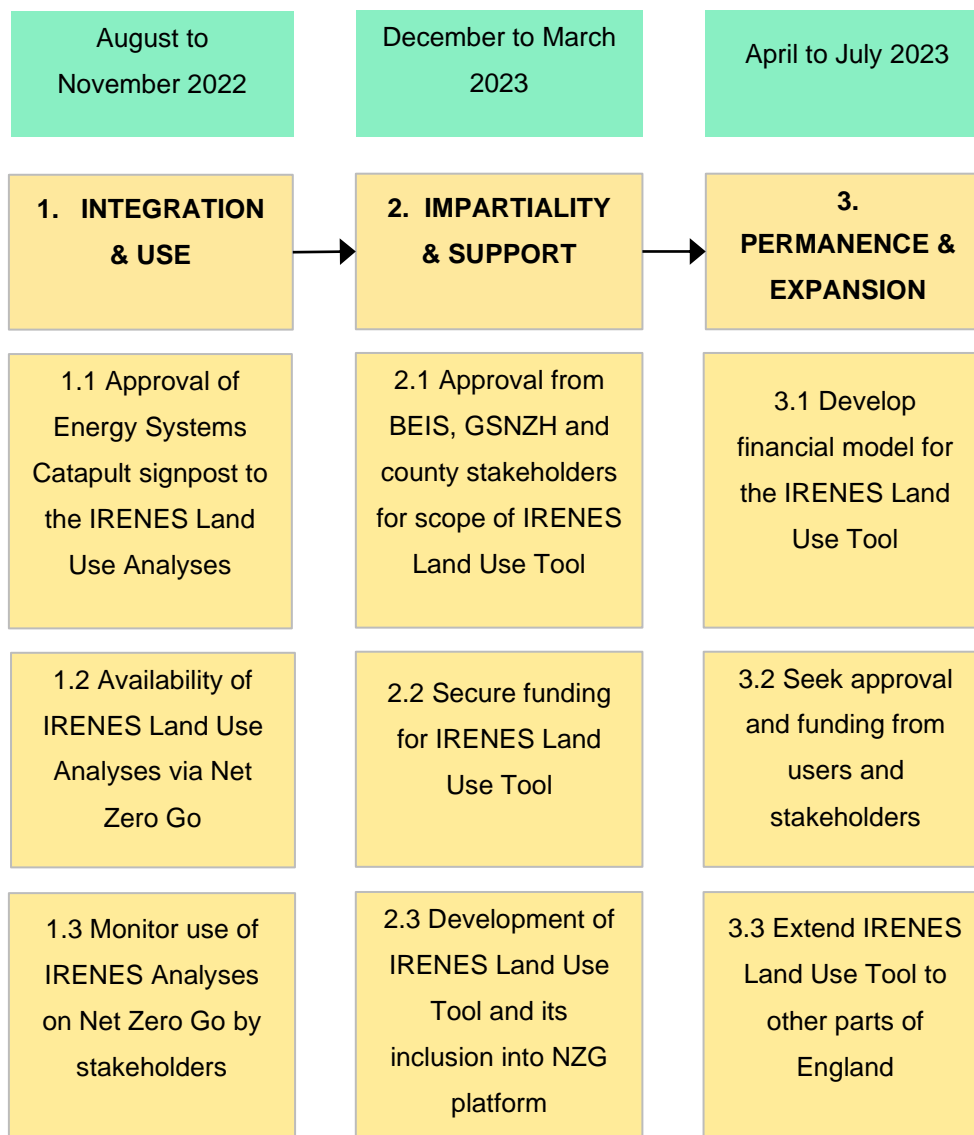 August to
November 2022
December to March
2023
April to July 2023
1. INTEGRATION
& USE
2. IMPARTIALITY
& SUPPORT
3.
PERMANENCE &
EXPANSION
1.1 Approval of
Energy Systems
Catapult signpost to
the IRENES Land
Use Analyses
2.1 Approval from
BEIS, GSNZH and
county stakeholders
for scope of IRENES
Land Use Tool
3.1 Develop
financial model for
the IRENES Land
Use Tool
1.2 Availability of
IRENES Land Use
Analyses via Net
Zero Go
2.2 Secure funding
for IRENES Land
Use Tool
3.2 Seek approval
and funding from
users and
stakeholders
1.3 Monitor use of
IRENES Analyses
on Net Zero Go by
stakeholders
2.3 Development of
IRENES Land Use
Tool and its
inclusion into NZG
platform
3.3 Extend IRENES
Land Use Tool to
other parts of
England